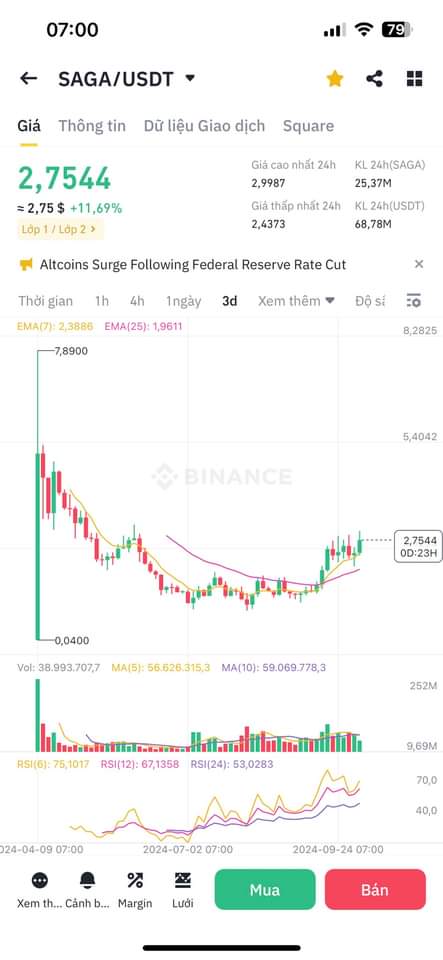 07:00
79
SAGA/USDT
Giá Thông tin Dữ liệu Giao dịch Square
2,7544
≈ 2,75 $ +11,69%
Lớp 1 / Lớp 2
Giá cao nhất 24h KL 24h(SAGA)
2,9987 25,37M
Giá thấp nhất 24h KL 24h(USDT)
2,4373 68,78M
Altcoins Surge Following Federal Reserve Rate Cut
Thời gian 1h 4h 1ngày 3d Xem thêm Độ sâ
EMA(7): 2,3886 EMA(25): 1,9611
8,2825
7,8900
5,4042
BINANCE
2,7544
0D:23H
0,0400
Vol: 38.993.707,7 MA(5): 56.626.315,3 MA(10): 59.069.778,3
252M
9,69M
RSI(6): 75,1017 RSI(12): 67,1358 RSI(24): 53,0283
70,0
40,0
024-04-09 07:00 2024-07-02 07:00 2024-09-24 07:00
Xem th... Cảnh b... Margin Lưới
Mua Bán